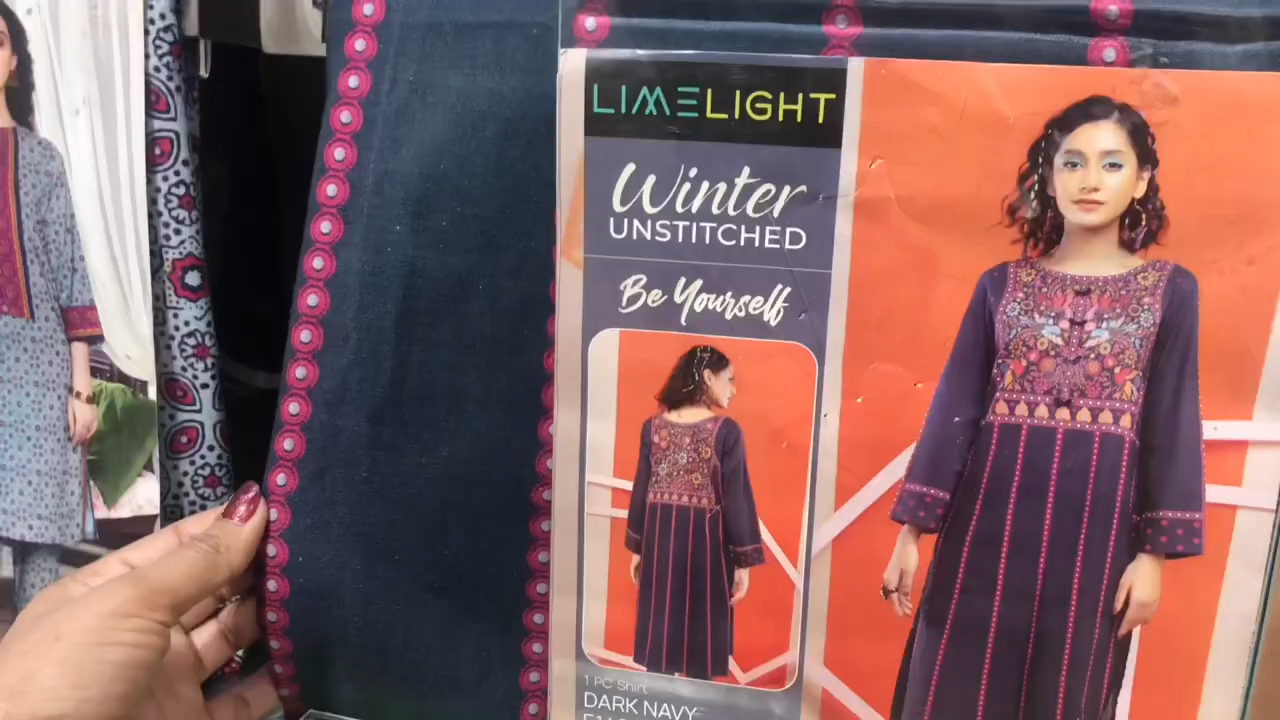 LIMELIGHT
Winter
UNSTITCHED
Be Yourself
1 PC Shirt
DARK NAVY